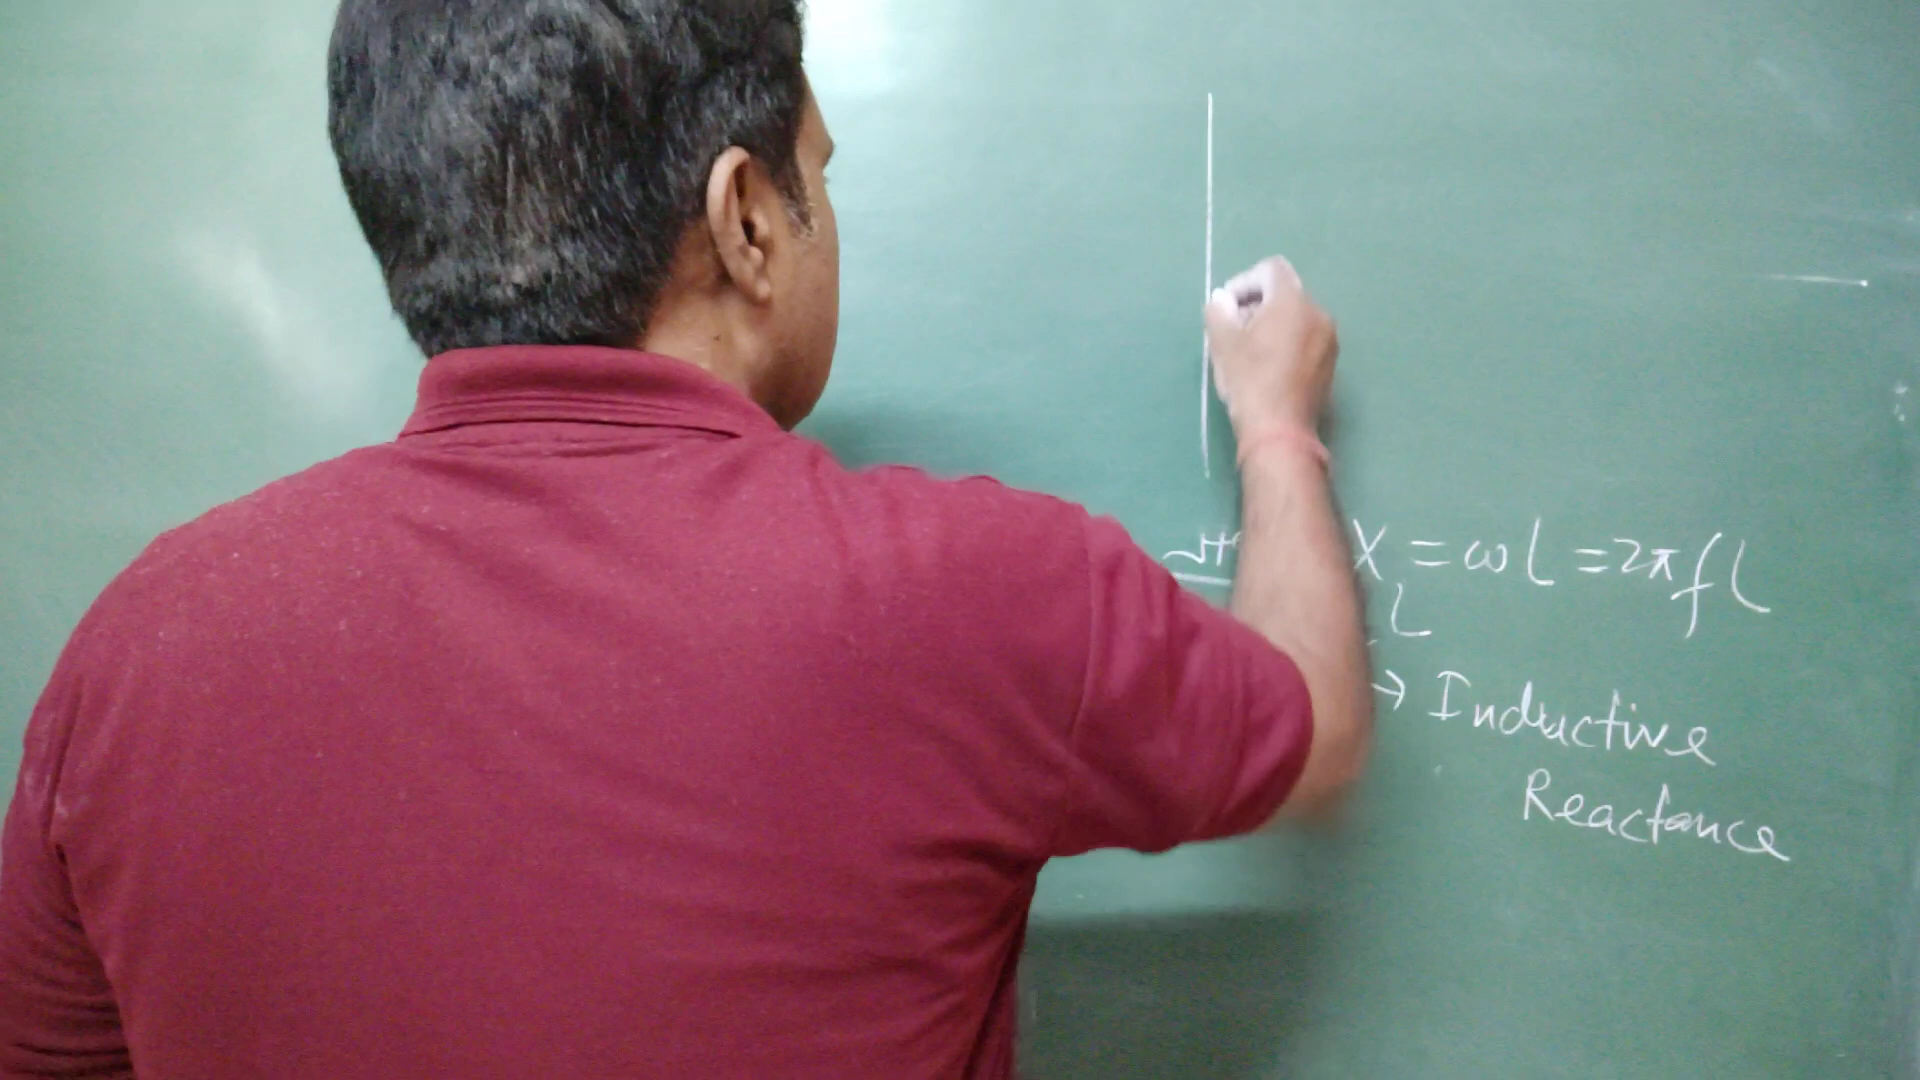 X_L = ωL = 2πfL
→ Inductive
Reactance